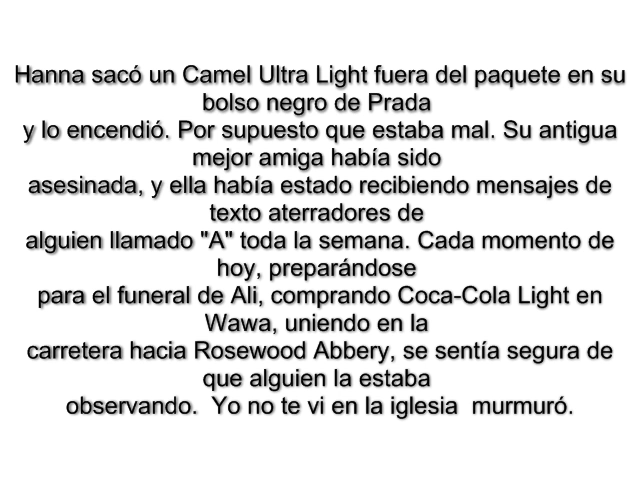 Hanna sacó un Camel Ultra Light fuera del paquete en su
bolso negro de Prada
y lo encendió. Por supuesto que estaba mal. Su antigua
mejor amiga había sido
asesinada, y ella había estado recibiendo mensajes de
texto aterradores de
alguien llamado "A" toda la semana. Cada momento de
hoy, preparándose
para el funeral de Ali, comprando Coca-Cola Light en
Wawa, uniendo en la
carretera hacia Rosewood Abbery, se sentía segura de
que alguien la estaba
observando.  Yo no te vi en la iglesia  murmuró.